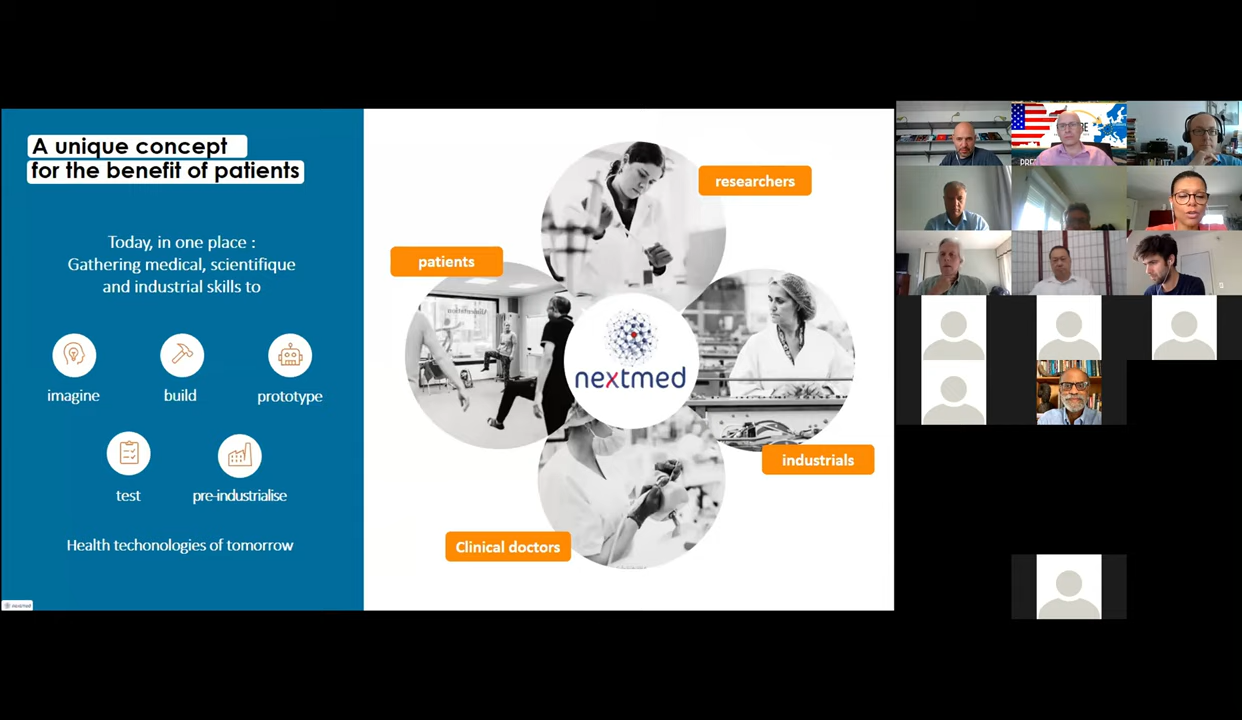 A unique concept
for the benefit of patients
Today, in one place :
Gathering medical, scientifique
and industrial skills to
imagine
build
prototype
test
pre-industrialise
Health techonologies of tomorrow
nextmed
researchers
patients
nextmed
industrials
Clinical doctors